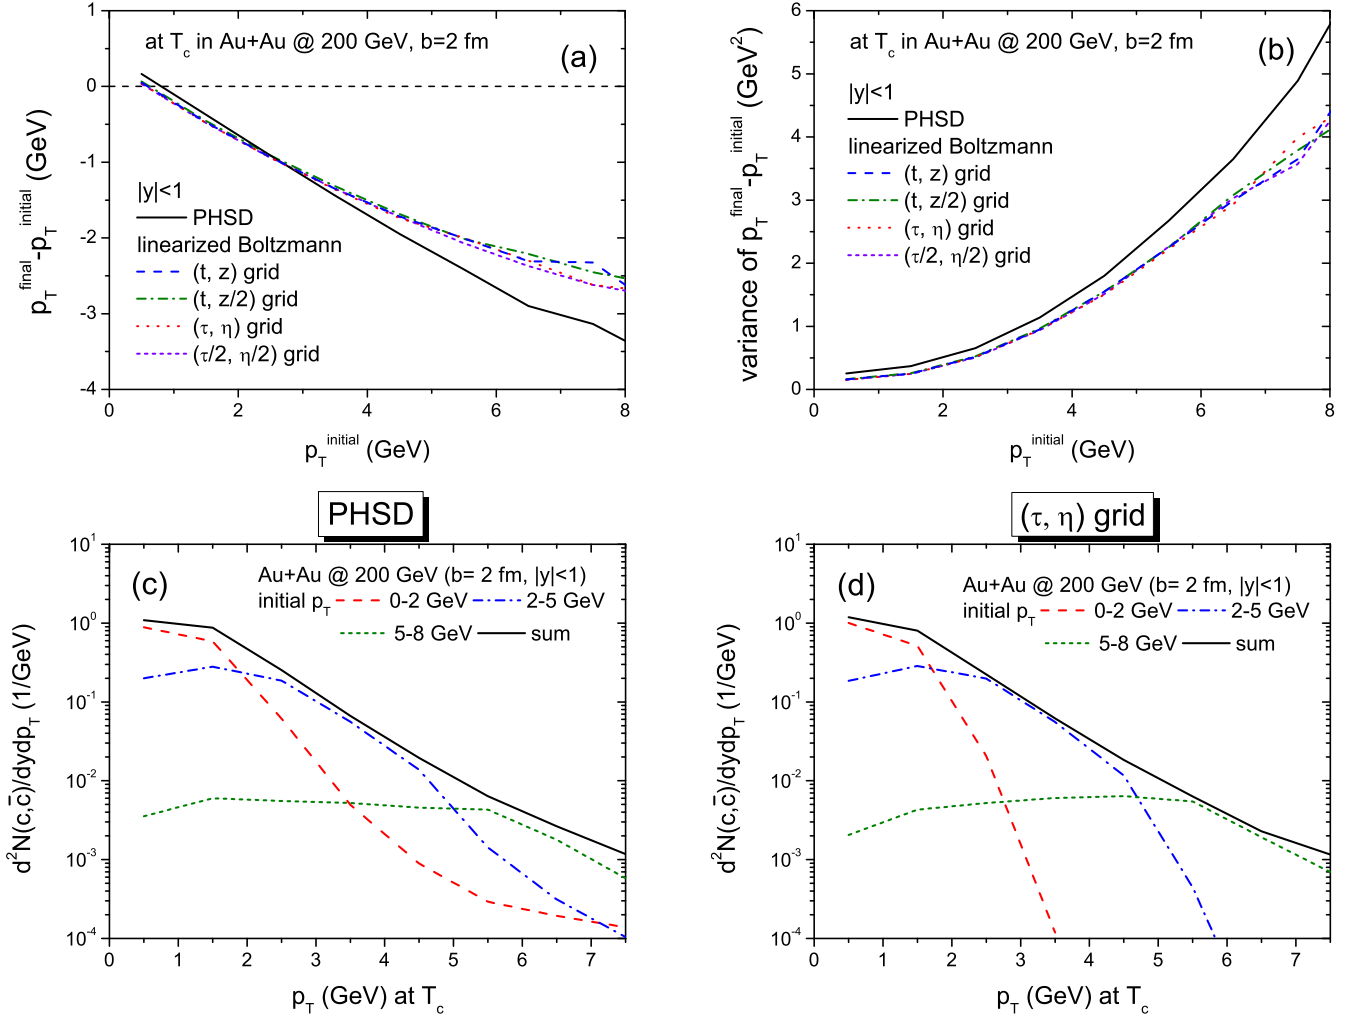 at T_c in Au+Au @ 200 GeV, b=2 fm
(a)
|y|<1
PHSD
linearized Boltzmann
(t, z) grid
(t, z/2) grid
(τ, η) grid
(τ/2, η/2) grid
p_T^final-p_T^initial (GeV)
1
0
-1
-2
-3
-4
0 2 4 6 8
p_T^initial (GeV)
at T_c in Au+Au @ 200 GeV, b=2 fm
(b)
|y|<1
PHSD
linearized Boltzmann
(t, z) grid
(t, z/2) grid
(τ, η) grid
(τ/2, η/2) grid
variance of p_T^final-p_T^initial (GeV^2)
6
5
4
3
2
1
0
0 2 4 6 8
p_T^initial (GeV)
PHSD
(c)
Au+Au @ 200 GeV (b= 2 fm, |y|<1)
initial p_T 0-2 GeV 2-5 GeV
5-8 GeV sum
d^2N(c,c̄)/dydp_T (1/GeV)
10^1
10^0
10^-1
10^-2
10^-3
10^-4
0 1 2 3 4 5 6 7
p_T (GeV) at T_c
(τ, η) grid
(d)
Au+Au @ 200 GeV (b= 2 fm, |y|<1)
initial p_T 0-2 GeV 2-5 GeV
5-8 GeV sum
d^2N(c,c̄)/dydp_T (1/GeV)
10^1
10^0
10^-1
10^-2
10^-3
10^-4
0 1 2 3 4 5 6 7
p_T (GeV) at T_c